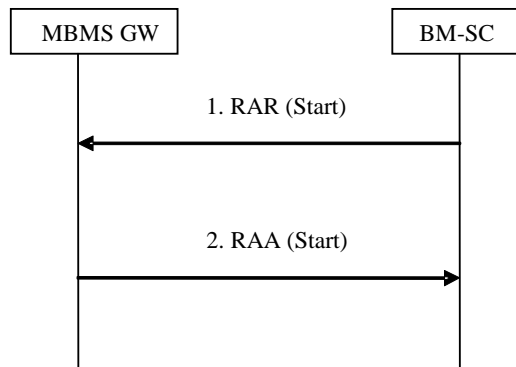 MBMS GW
BM-SC
1. RAR (Start)
2. RAA (Start)